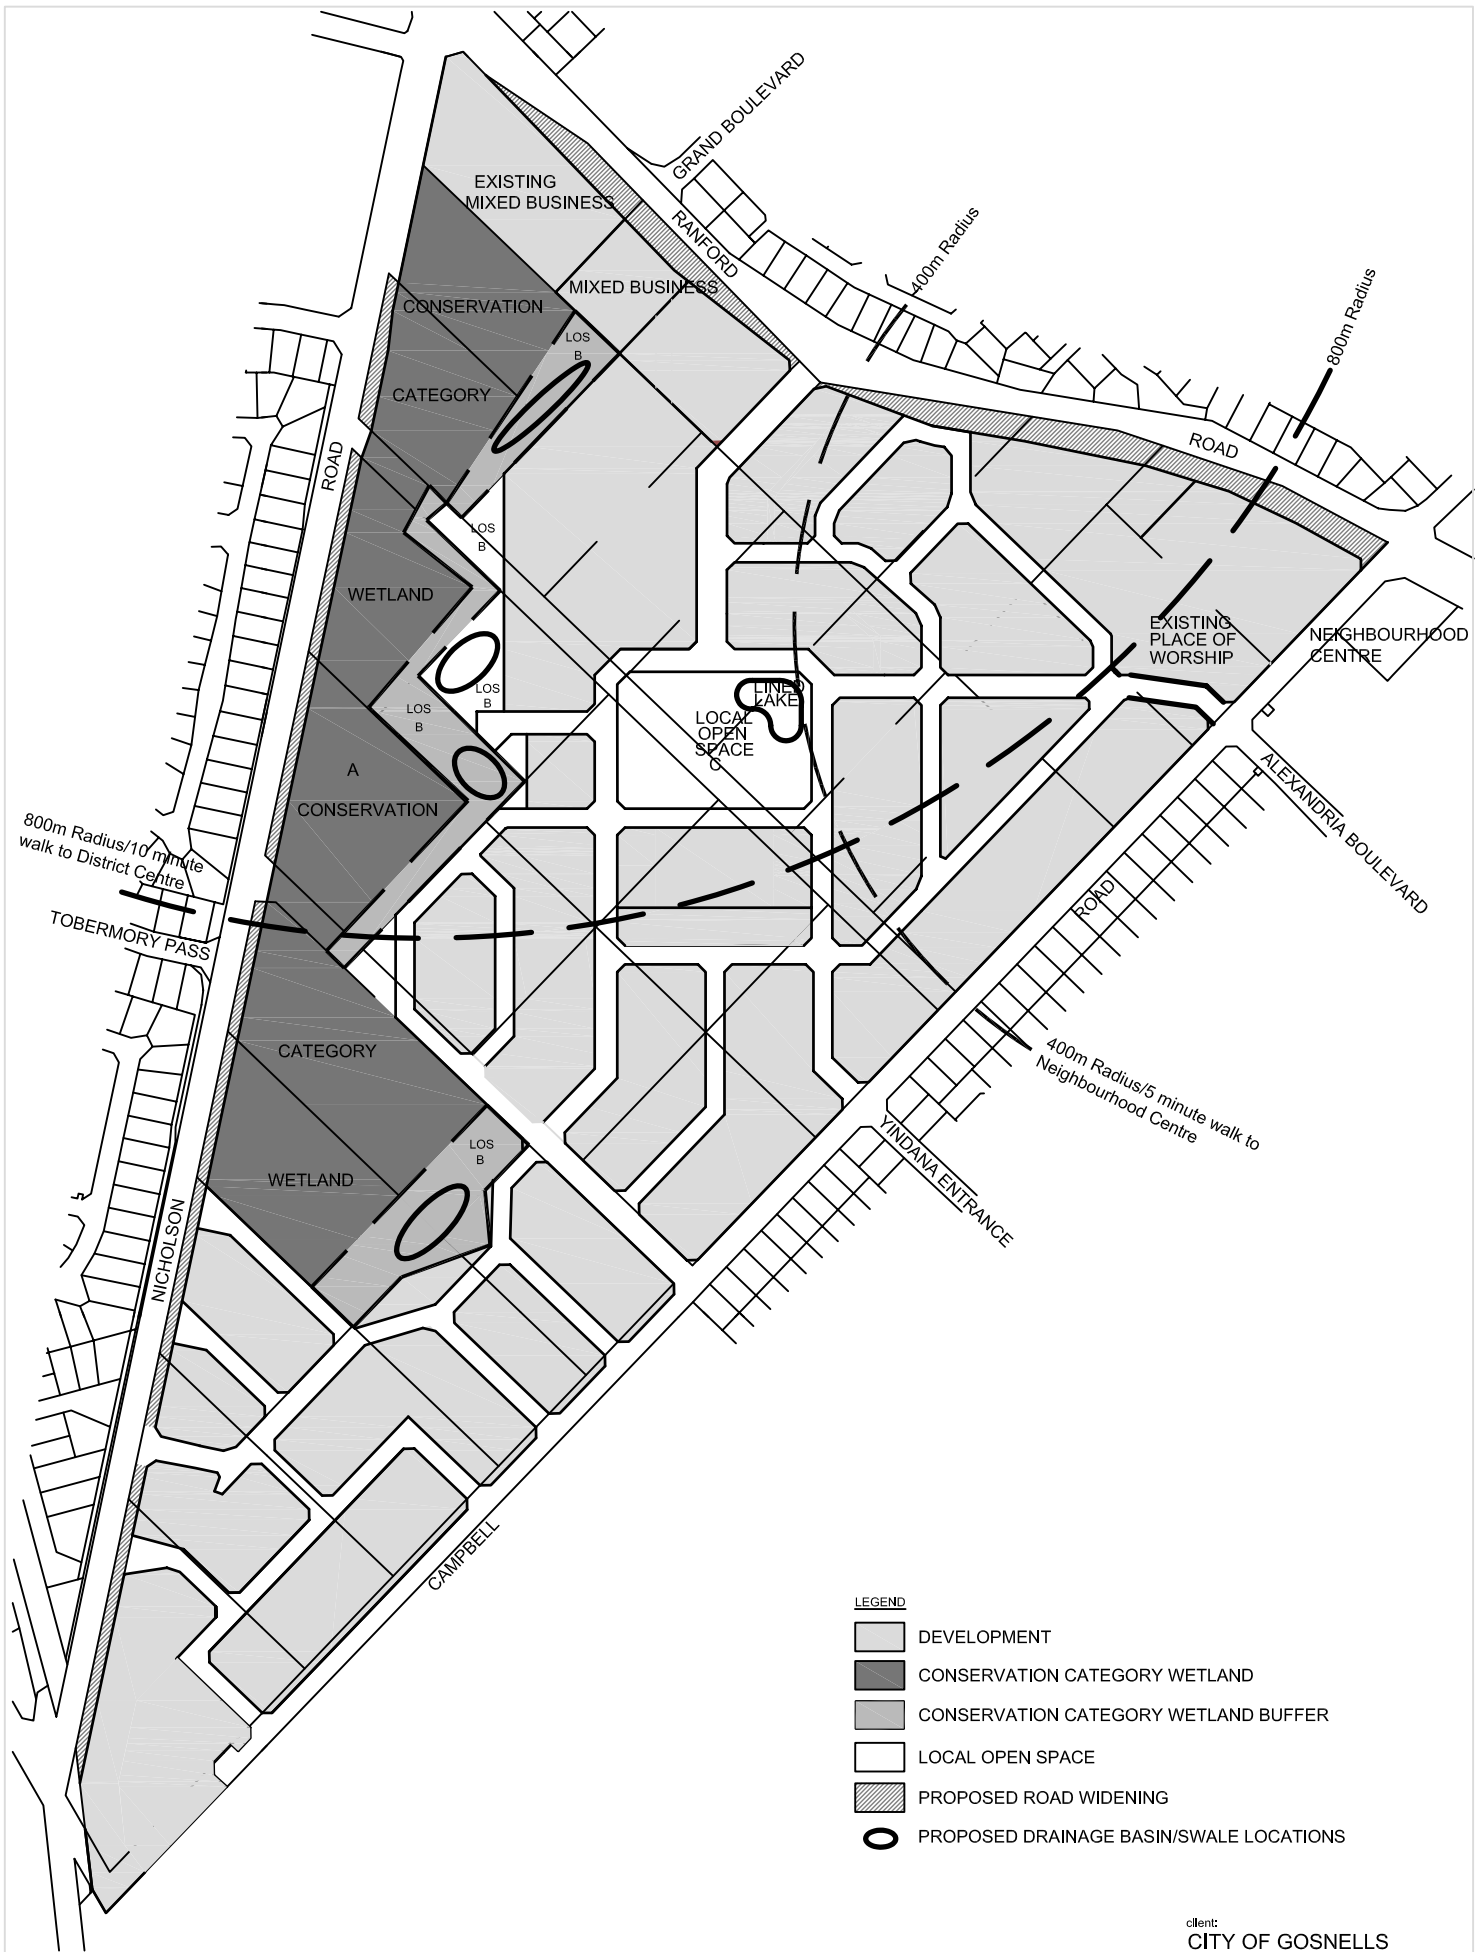 GRAND BOULEVARD
EXISTING
MIXED BUSINESS
RANFORD
400m Radius
MIXED BUSINESS
800m Radius
CONSERVATION
LOS
B
CATEGORY
ROAD
ROAD
LOS
B
WETLAND
EXISTING
PLACE OF
WORSHIP
NEIGHBOURHOOD
CENTRE
LINED
LAKE
LOS
B
LOS
B
LOCAL
OPEN
SPACE
C
A
CONSERVATION
ALEXANDRIA BOULEVARD
800m Radius/10 minute
walk to District Centre
ROAD
TOBERMORY PASS
CATEGORY
400m Radius/5 minute walk to
Neighbourhood Centre
LOS
B
YINDANA ENTRANCE
WETLAND
NICHOLSON
CAMPBELL
LEGEND
DEVELOPMENT
CONSERVATION CATEGORY WETLAND
CONSERVATION CATEGORY WETLAND BUFFER
LOCAL OPEN SPACE
PROPOSED ROAD WIDENING
PROPOSED DRAINAGE BASIN/SWALE LOCATIONS
client:
CITY OF GOSNELLS